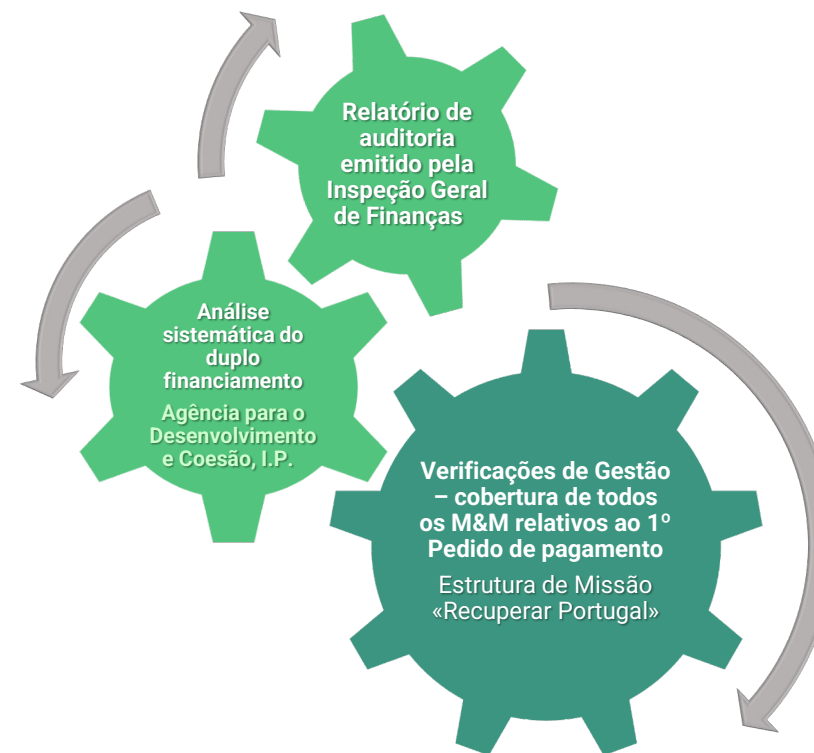 Relatório de
auditoria
emitido pela
Inspeção Geral
de Finanças
Análise
sistemática do
duplo
financiamento
Agência para o
Desenvolvimento
e Coesão, I.P.
Verificações de Gestão
– cobertura de todos
os M&M relativos ao 1º
Pedido de pagamento
Estrutura de Missão
«Recuperar Portugal»